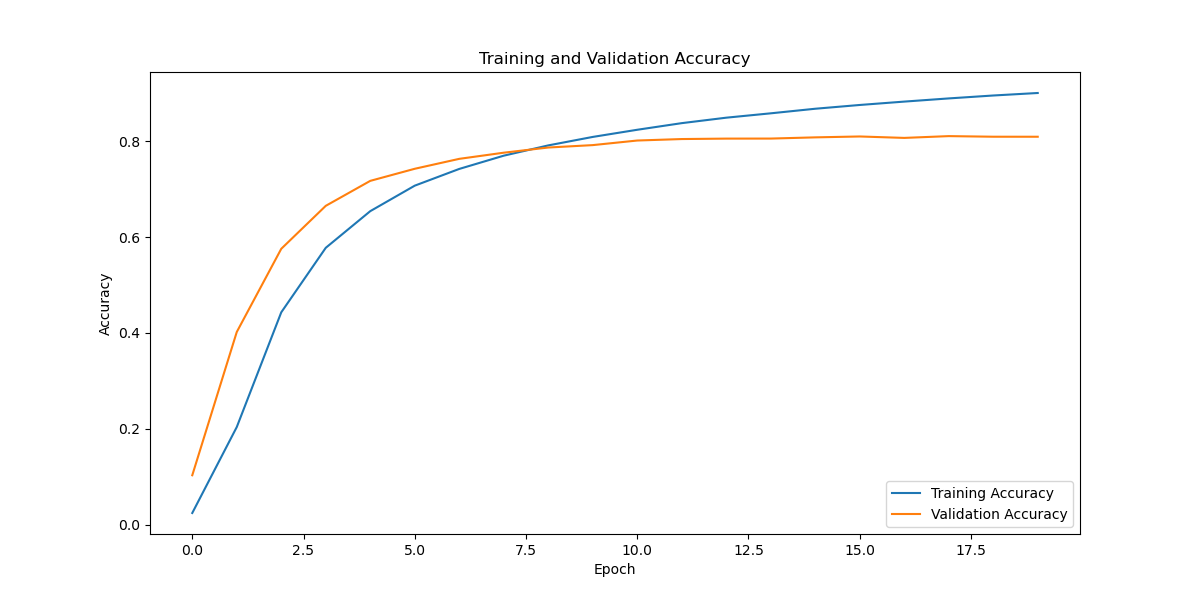 Training and Validation Accuracy
Accuracy
0.8
0.6
0.4
0.2
0.0
Training Accuracy
Validation Accuracy
0.0 2.5 5.0 7.5 10.0 12.5 15.0 17.5
Epoch